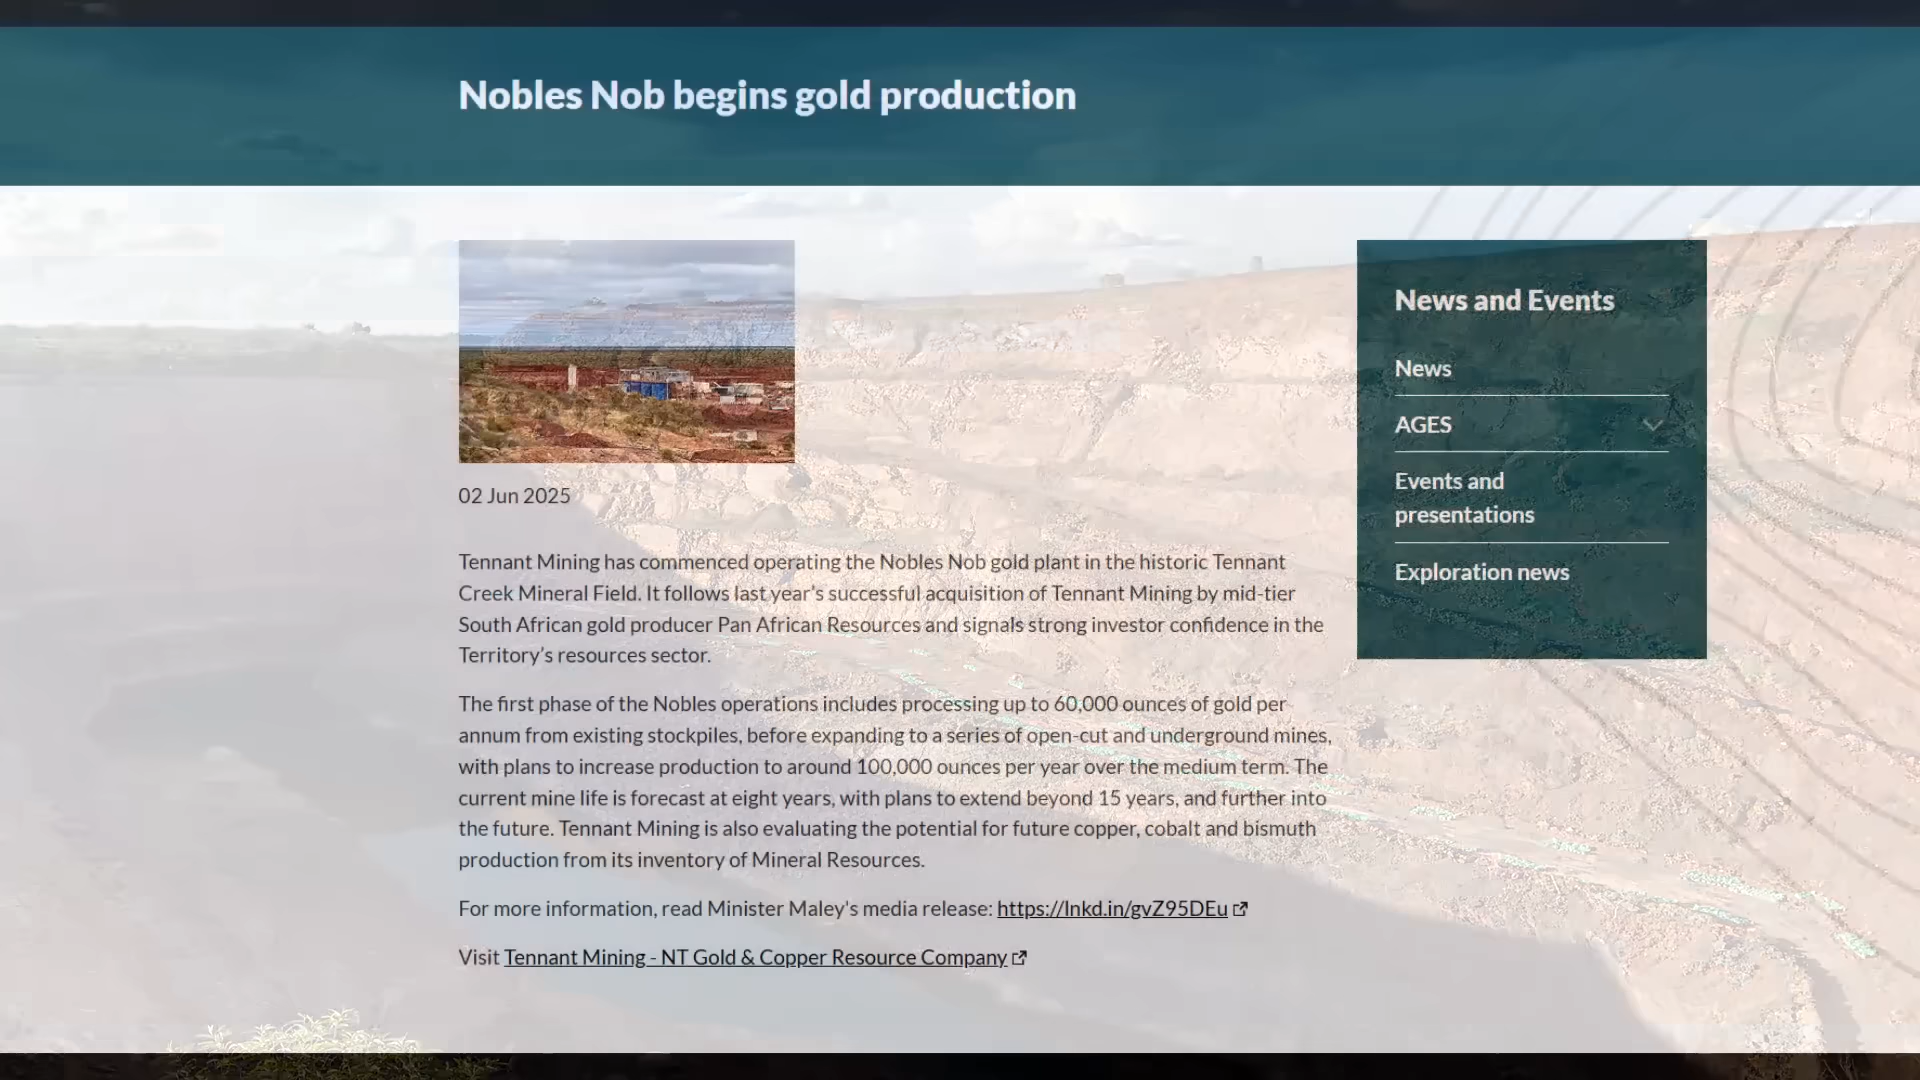 Nobles Nob begins gold production
02 Jun 2025
Tennant Mining has commenced operating the Nobles Nob gold plant in the historic Tennant
Creek Mineral Field. It follows last year's successful acquisition of Tennant Mining by mid-tier
South African gold producer Pan African Resources and signals strong investor confidence in the
Territory's resources sector.
The first phase of the Nobles operations includes processing up to 60,000 ounces of gold per
annum from existing stockpiles, before expanding to a series of open-cut and underground mines,
with plans to increase production to around 100,000 ounces per year over the medium term. The
current mine life is forecast at eight years, with plans to extend beyond 15 years, and further into
the future. Tennant Mining is also evaluating the potential for future copper, cobalt and bismuth
production from its inventory of Mineral Resources.
For more information, read Minister Maley's media release: https://lnkd.in/gvZ95DEu
Visit Tennant Mining - NT Gold & Copper Resource Company
News and Events
News
AGES
Events and
presentations
Exploration news